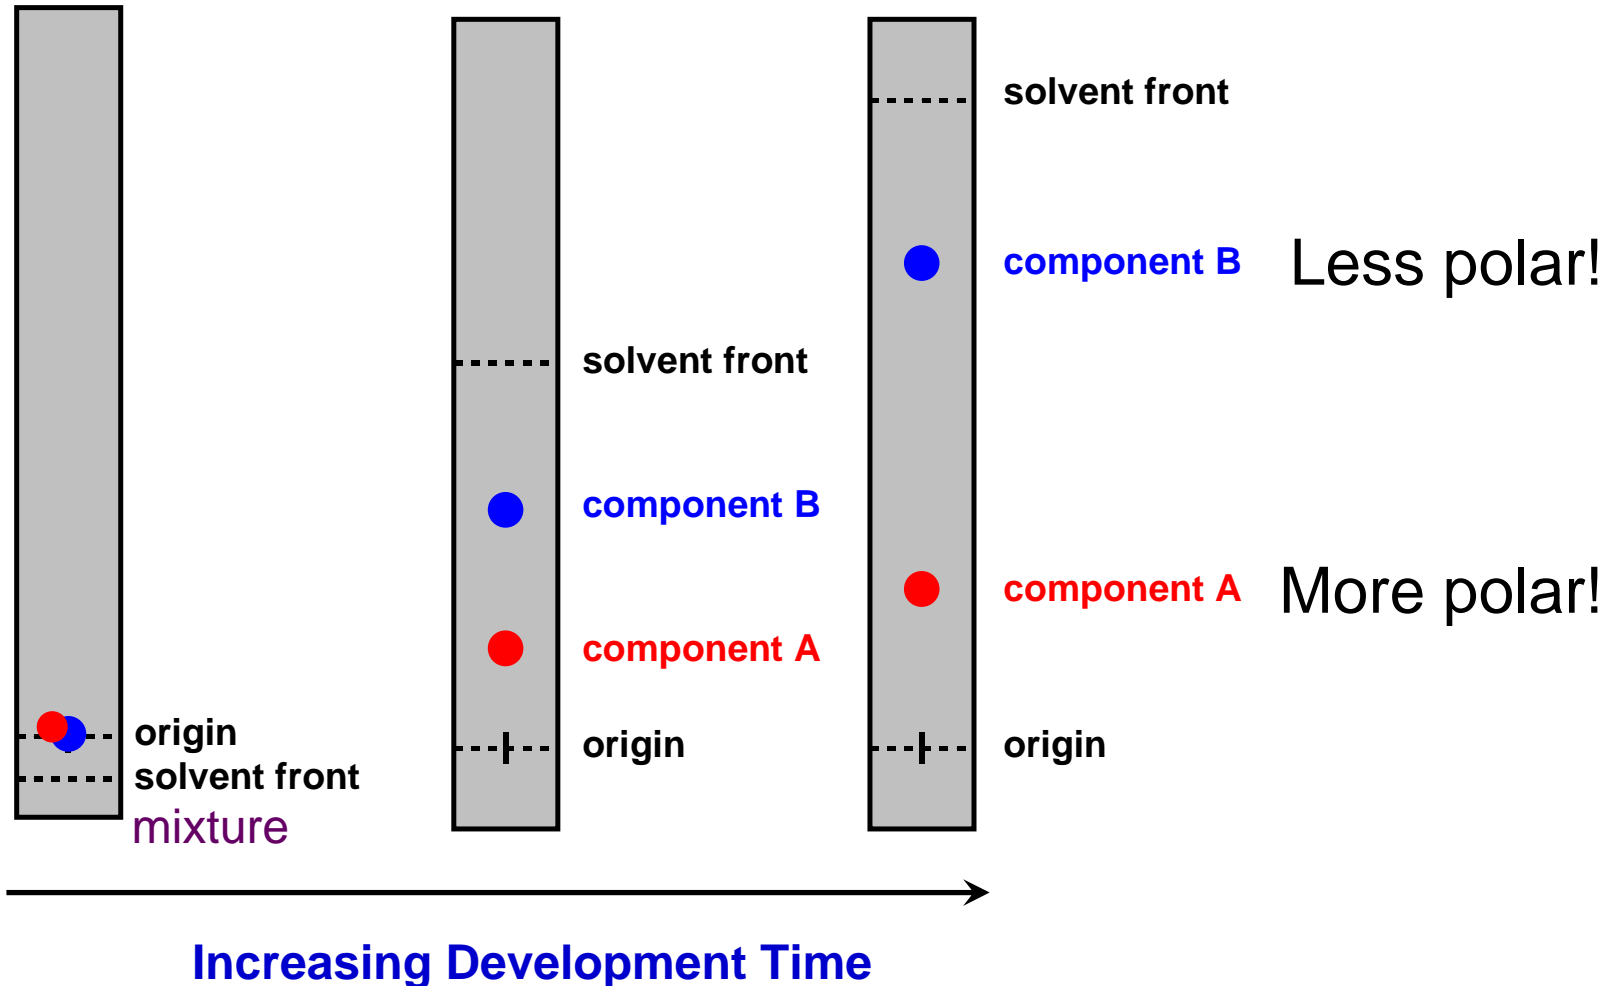 solvent front
component B Less polar!
solvent front
component B
component A More polar!
component A
origin
solvent front
mixture
origin
origin
Increasing Development Time